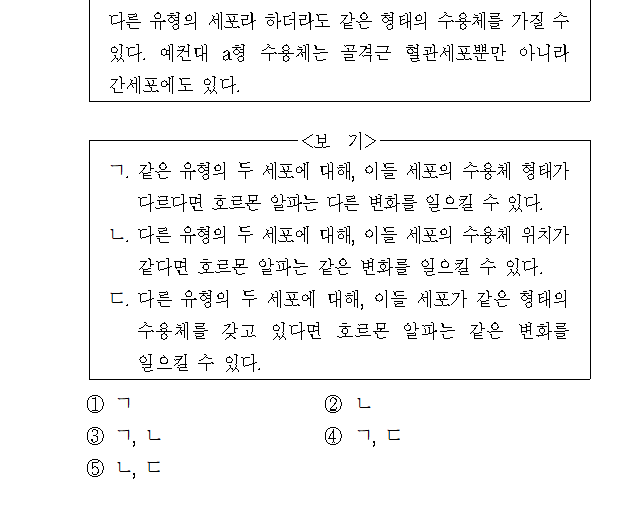 다른 유형의 세포라 하더라도 같은 형태의 수용체를 가질 수
있다. 예컨대 a형 수용체는 골격근 혈관세포뿐만 아니라
간세포에도 있다.
<보 기>
ㄱ. 같은 유형의 두 세포에 대해, 이들 세포의 수용체 형태가
다르다면 호르몬 알파는 다른 변화를 일으킬 수 있다.
ㄴ. 다른 유형의 두 세포에 대해, 이들 세포의 수용체 위치가
같다면 호르몬 알파는 같은 변화를 일으킬 수 있다.
ㄷ. 다른 유형의 두 세포에 대해, 이들 세포가 같은 형태의
수용체를 갖고 있다면 호르몬 알파는 같은 변화를
일으킬 수 있다.
① ㄱ ② ㄴ
③ ㄱ, ㄴ ④ ㄱ, ㄷ
⑤ ㄴ, ㄷ